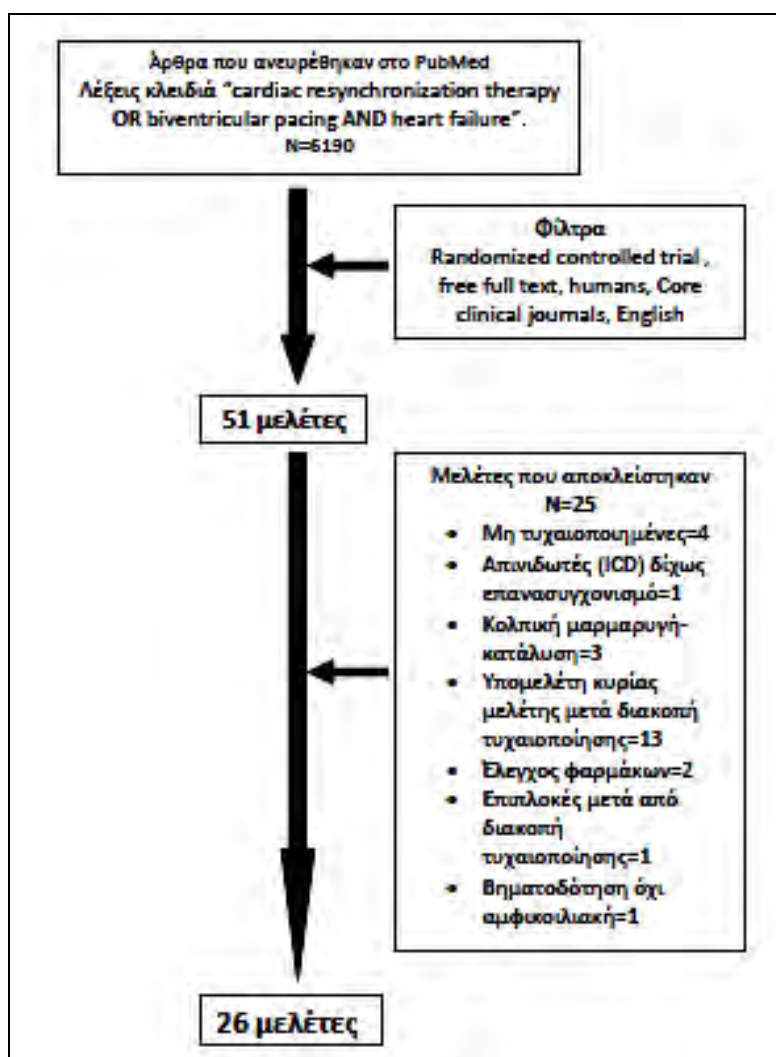 Άρθρα που ανευρέθηκαν στο PubMed
Λέξεις κλειδιά “cardiac resynchronization therapy
OR biventricular pacing AND heart failure”.
N=6190
Φίλτρα
Randomized controlled trial ,
free full text, humans, Core
clinical journals, English
51 μελέτες
Μελέτες που αποκλείστηκαν
N=25
• Μη τυχαιοποιημένες=4
• Απινιδωτές (ICD) δίχως
επανασυγχονισμό=1
• Κολπική μαρμαρυγή-
κατάλυση=3
• Υπομελέτη κυρίας
μελέτης μετά διακοπή
τυχαιοποίησης=13
• Έλεγχος φαρμάκων=2
• Επιπλοκές μετά από
διακοπή
τυχαιοποίησης=1
• Βηματοδότηση όχι
αμφικοιλιακή=1
26 μελέτες